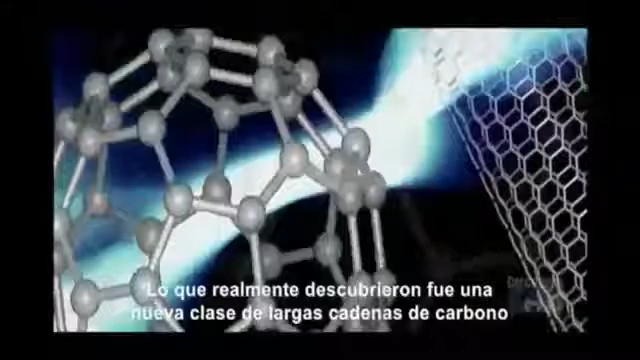 Lo que realmente descubrieron fue una
nueva clase de largas cadenas de carbono